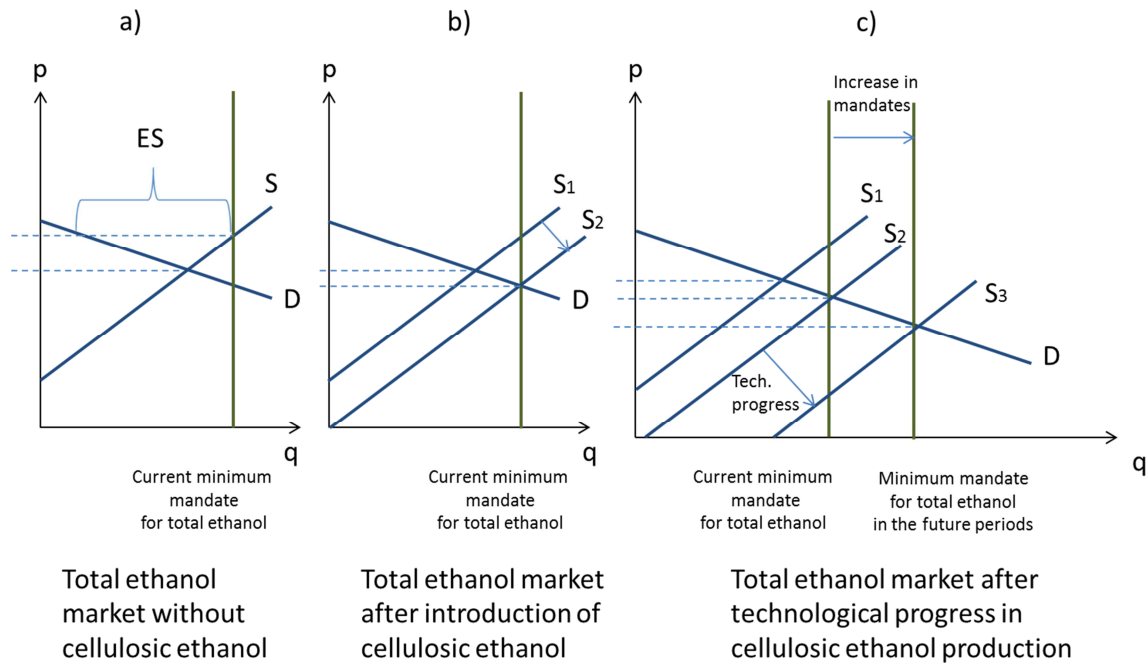 a)
p
ES
S
D
q
Current minimum
mandate
for total ethanol
Total ethanol
market without
cellulosic ethanol
b)
p
S1
S2
D
q
Current minimum
mandate
for total ethanol
Total ethanol market
after introduction of
cellulosic ethanol
c)
p
Increase in
mandates
S1
S2
S3
D
Tech.
progress
q
Current minimum
mandate
for total ethanol
Minimum mandate
for total ethanol
in the future periods
Total ethanol market after
technological progress in
cellulosic ethanol production